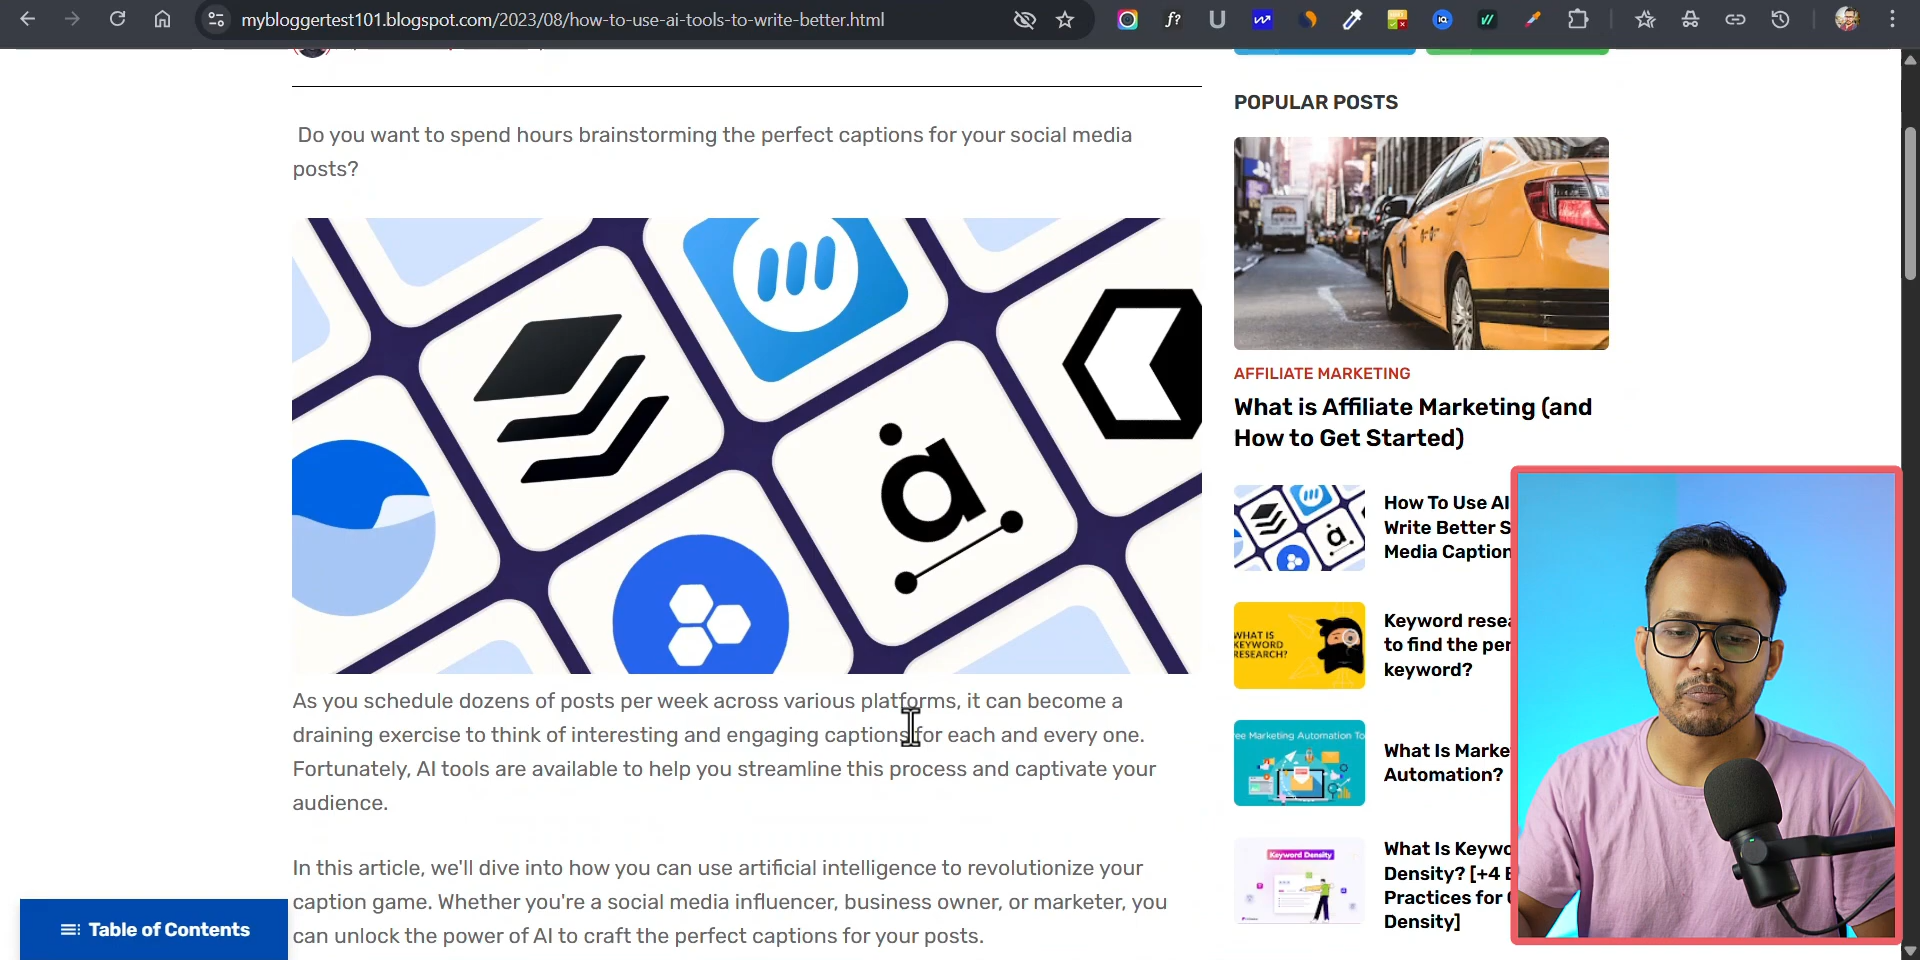 mybloggertest101.blogspot.com/2023/08/how-to-use-ai-tools-to-write-better.html
Do you want to spend hours brainstorming the perfect captions for your social media
posts?
As you schedule dozens of posts per week across various platforms, it can become a
draining exercise to think of interesting and engaging captions for each and every one.
Fortunately, AI tools are available to help you streamline this process and captivate your
audience.
In this article, we'll dive into how you can use artificial intelligence to revolutionize your
caption game. Whether you're a social media influencer, business owner, or marketer, you
can unlock the power of AI to craft the perfect captions for your posts.
Table of Contents
POPULAR POSTS
AFFILIATE MARKETING
What is Affiliate Marketing (and
How to Get Started)
How To Use AI
Write Better S
Media Caption
WHAT IS
KEYWORD
RESEARCH?
Keyword resea
to find the per
keyword?
ree Marketing Automation To
What Is Marke
Automation?
Keyword Density
What Is Keywo
Density? [+4 B
Practices for
Density]